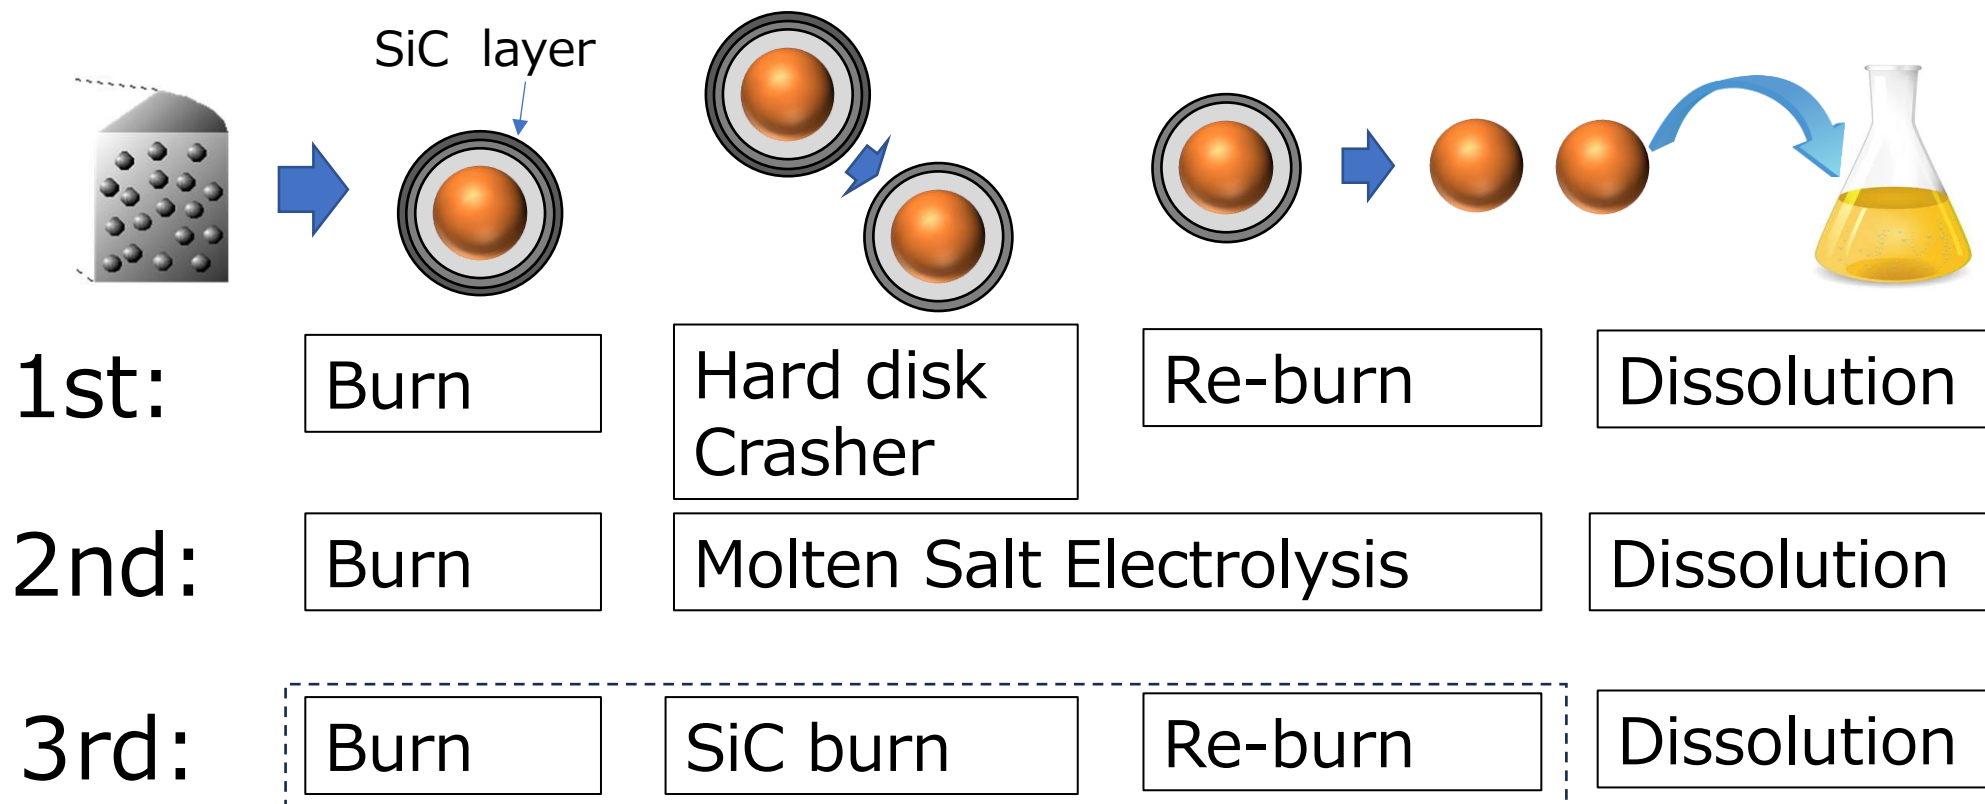 SiC layer
1st:
Burn
Hard disk
Crasher
Re-burn
Dissolution
2nd:
Burn
Molten Salt Electrolysis
Dissolution
3rd:
Burn
SiC burn
Re-burn
Dissolution